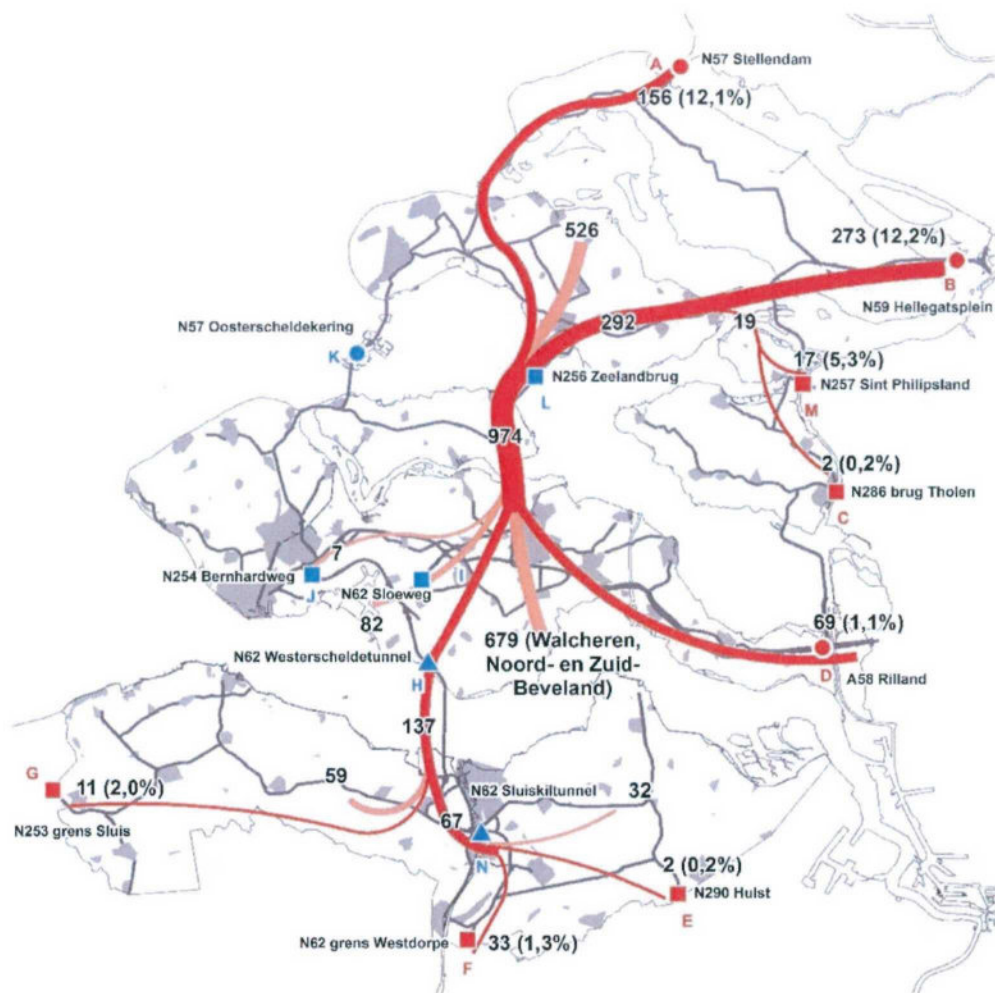 A
N57 Stellendam
156 (12,1%)
526
273 (12,2%)
B
N59 Hellegatsplein
292
19
N57 Oosterscheldekering
K
17 (5,3%)
N256 Zeelandbrug
N257 Sint Philipsland
L
M
974
2 (0,2%)
N286 brug Tholen
C
7
N254 Bernhardweg
J
N62 Sloeweg
I
82
679 (Walcheren,
Noord- en Zuid-
Beveland)
69 (1,1%)
D
A58 Rilland
N62 Westerscheldetunnel
H
137
G
11 (2,0%)
59
N62 Sluiskiltunnel
32
N253 grens Sluis
67
N
2 (0,2%)
N290 Hulst
E
N62 grens Westdorpe
33 (1,3%)
F